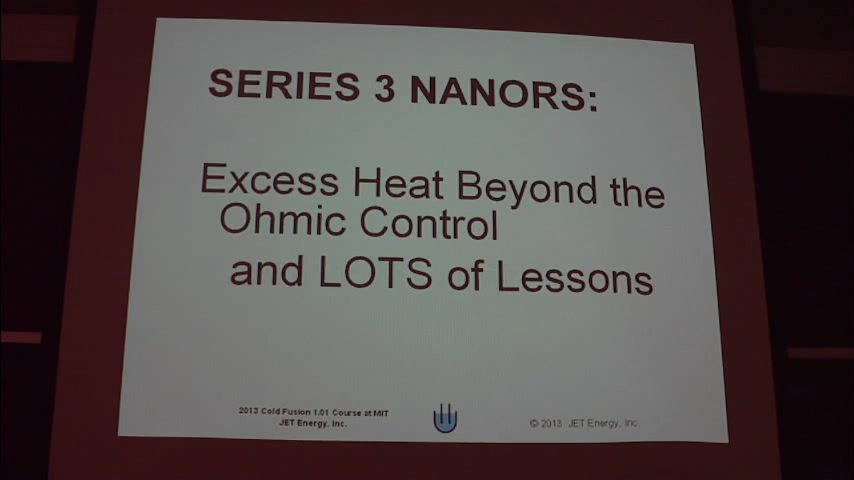 SERIES 3 NANORS:
Excess Heat Beyond the
Ohmic Control
and LOTS of Lessons
2013 Cold Fusion 1.01 Course at MIT
JET Energy, Inc.
© 2013 JET Energy, Inc.